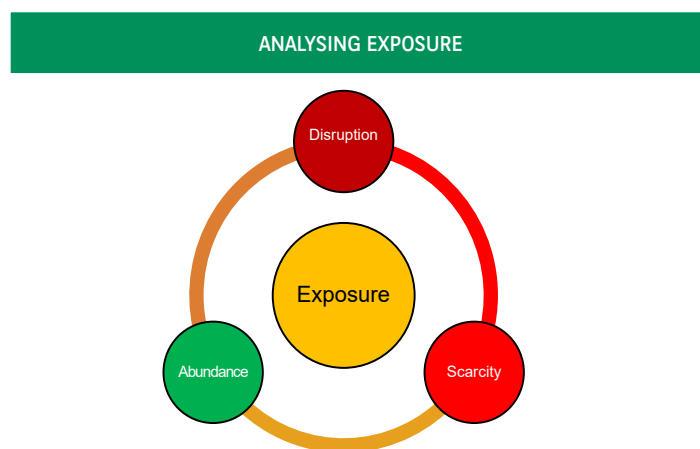 ANALYSING EXPOSURE
Disruption
Exposure
Abundance
Scarcity